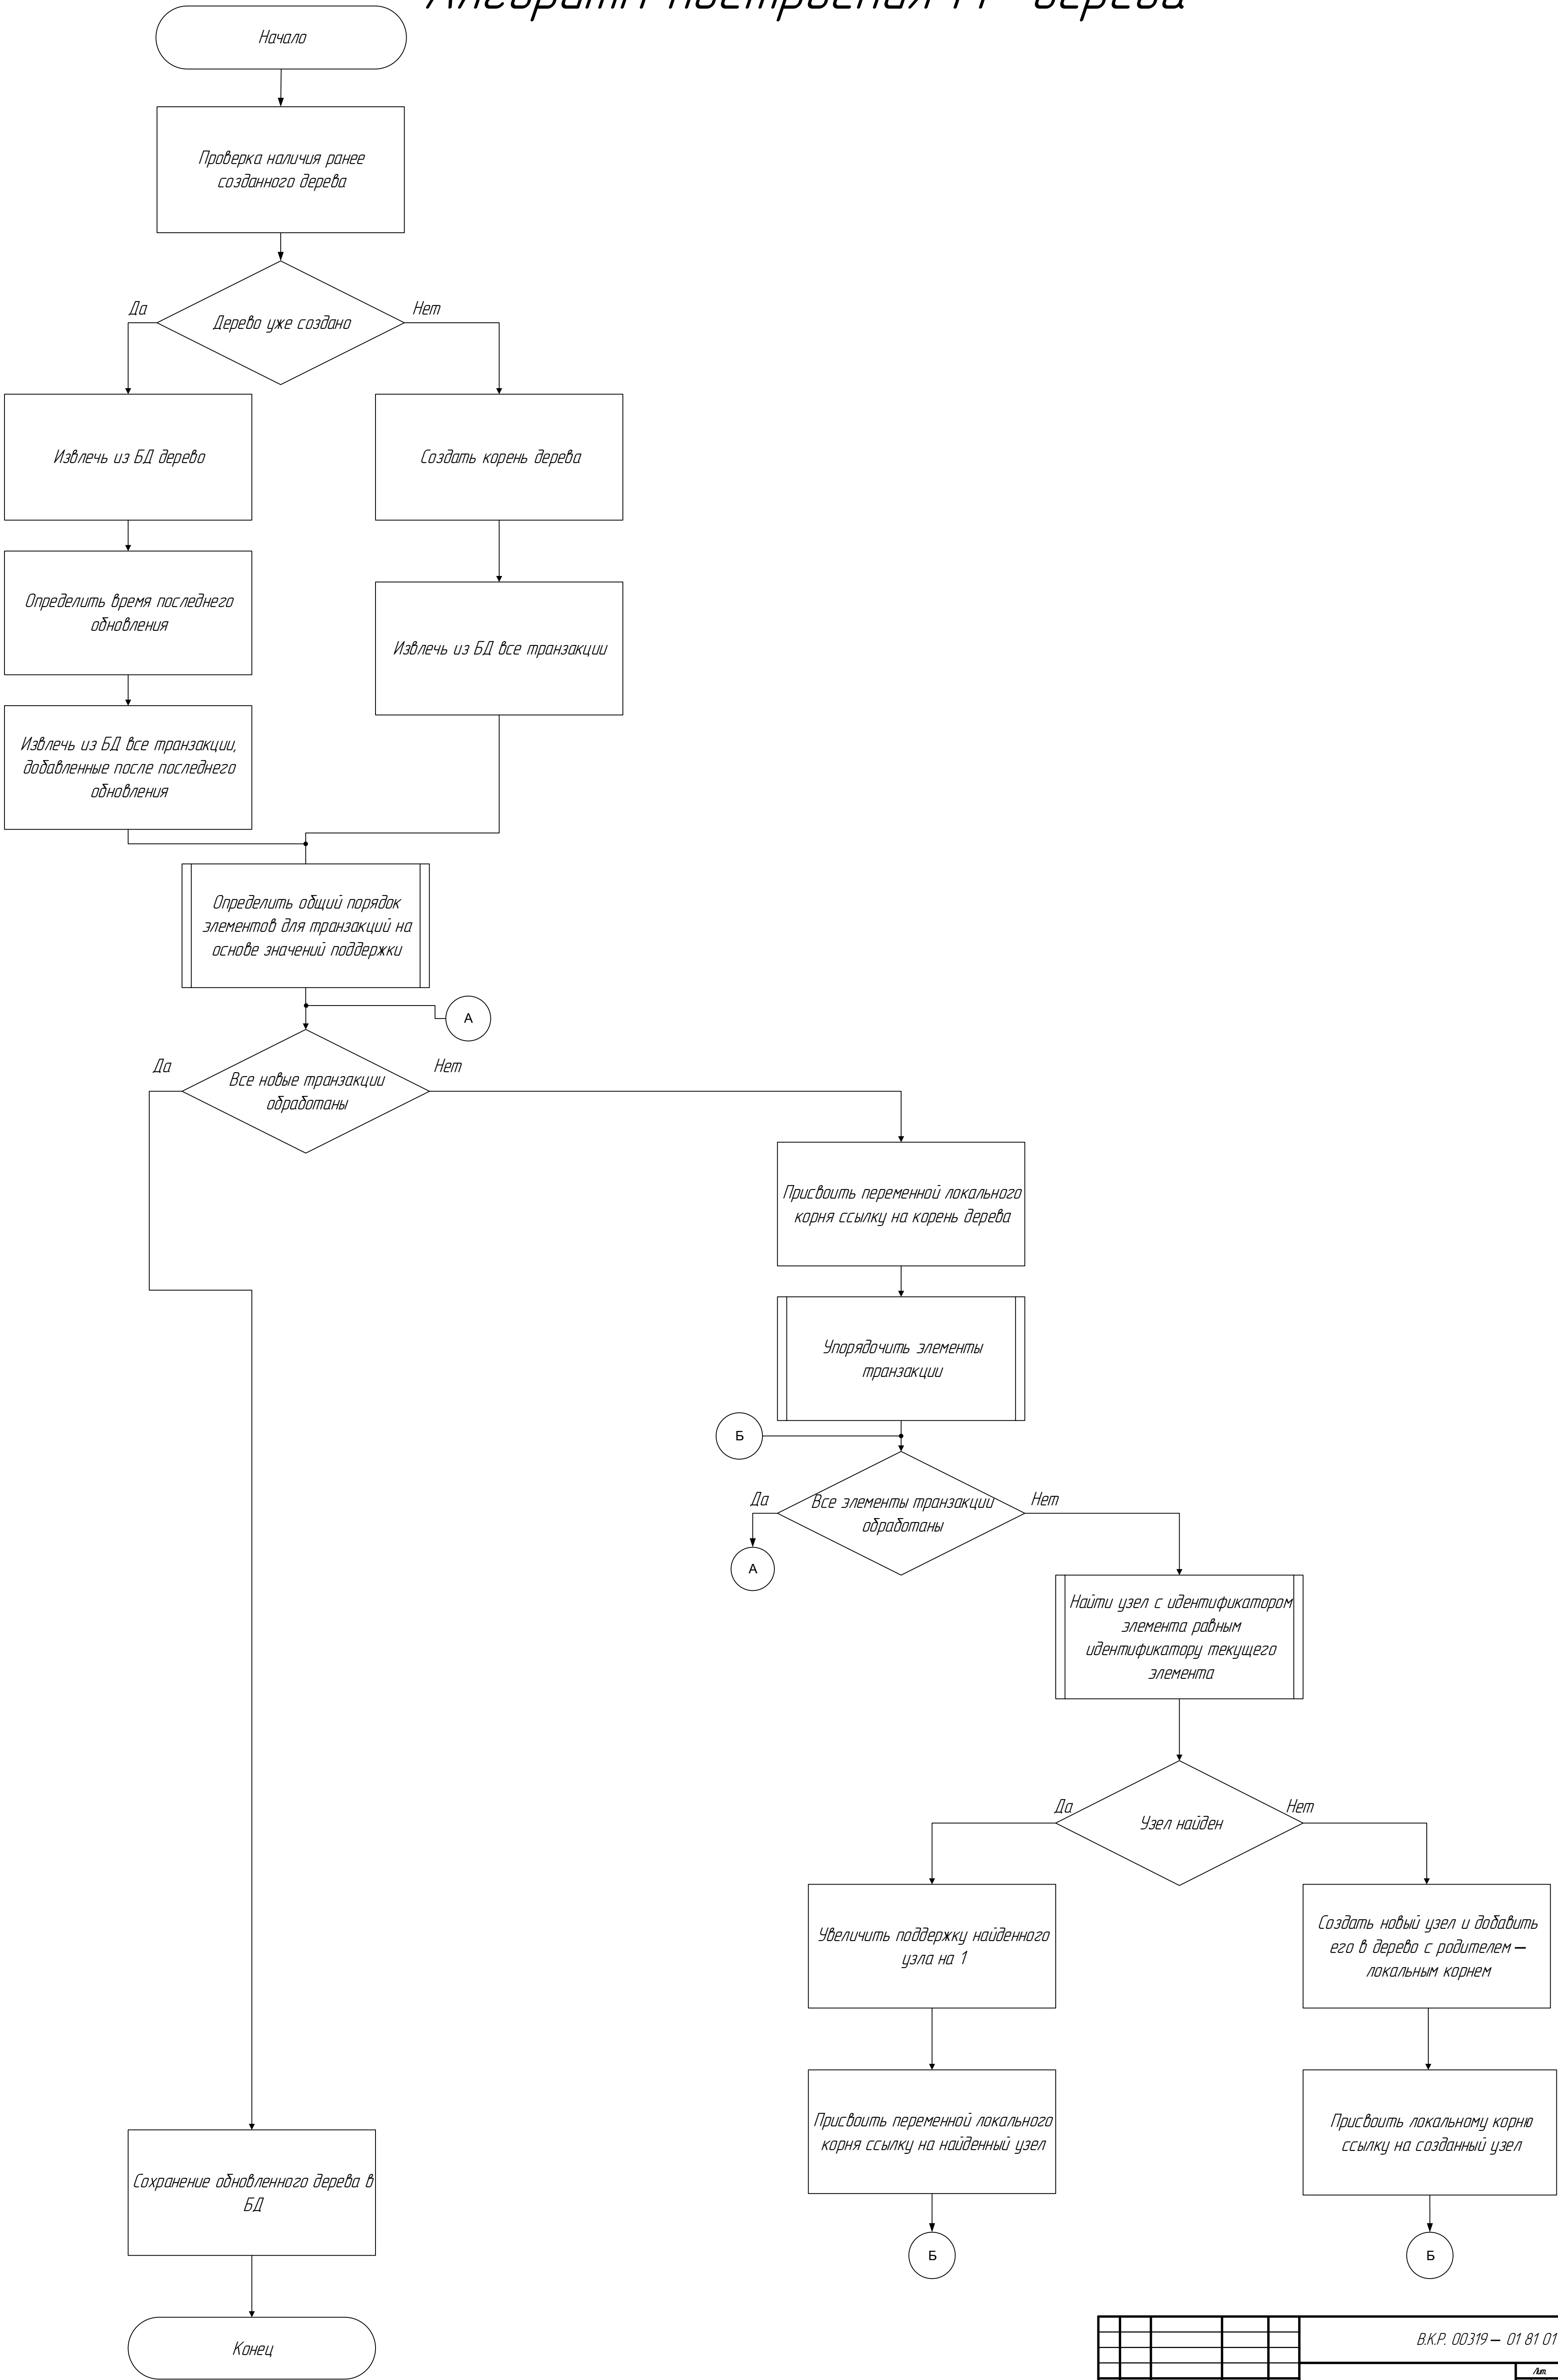 Алгоритм построения FP-дерева
Начало
Проверка наличия ранее
созданного дерева
Да
Нет
Дерево уже создано
Извлечь из БД дерево
Создать корень дерева
Определить время последнего
обновления
Извлечь из БД все транзакции
Извлечь из БД все транзакции,
добавленные после последнего
обновления
Определить общий порядок
элементов для транзакций на
основе значений поддержки
А
Да
Нет
Все новые транзакции
обработаны
Присвоить переменной локального
корня ссылку на корень дерева
Упорядочить элементы
транзакции
Б
Да
Нет
Все элементы транзакции
обработаны
А
Найти узел с идентификатором
элемента равным
идентификатору текущего
элемента
Да
Нет
Узел найден
Увеличить поддержку найденного
узла на 1
Создать новый узел и добавить
его в дерево с родителем –
локальным корнем
Присвоить переменной локального
корня ссылку на найденный узел
Присвоить локальному корню
ссылку на созданный узел
Сохранение обновленного дерева в
БД
Б
Б
Конец
В.К.Р. 00319 – 01 81 01
Лит.